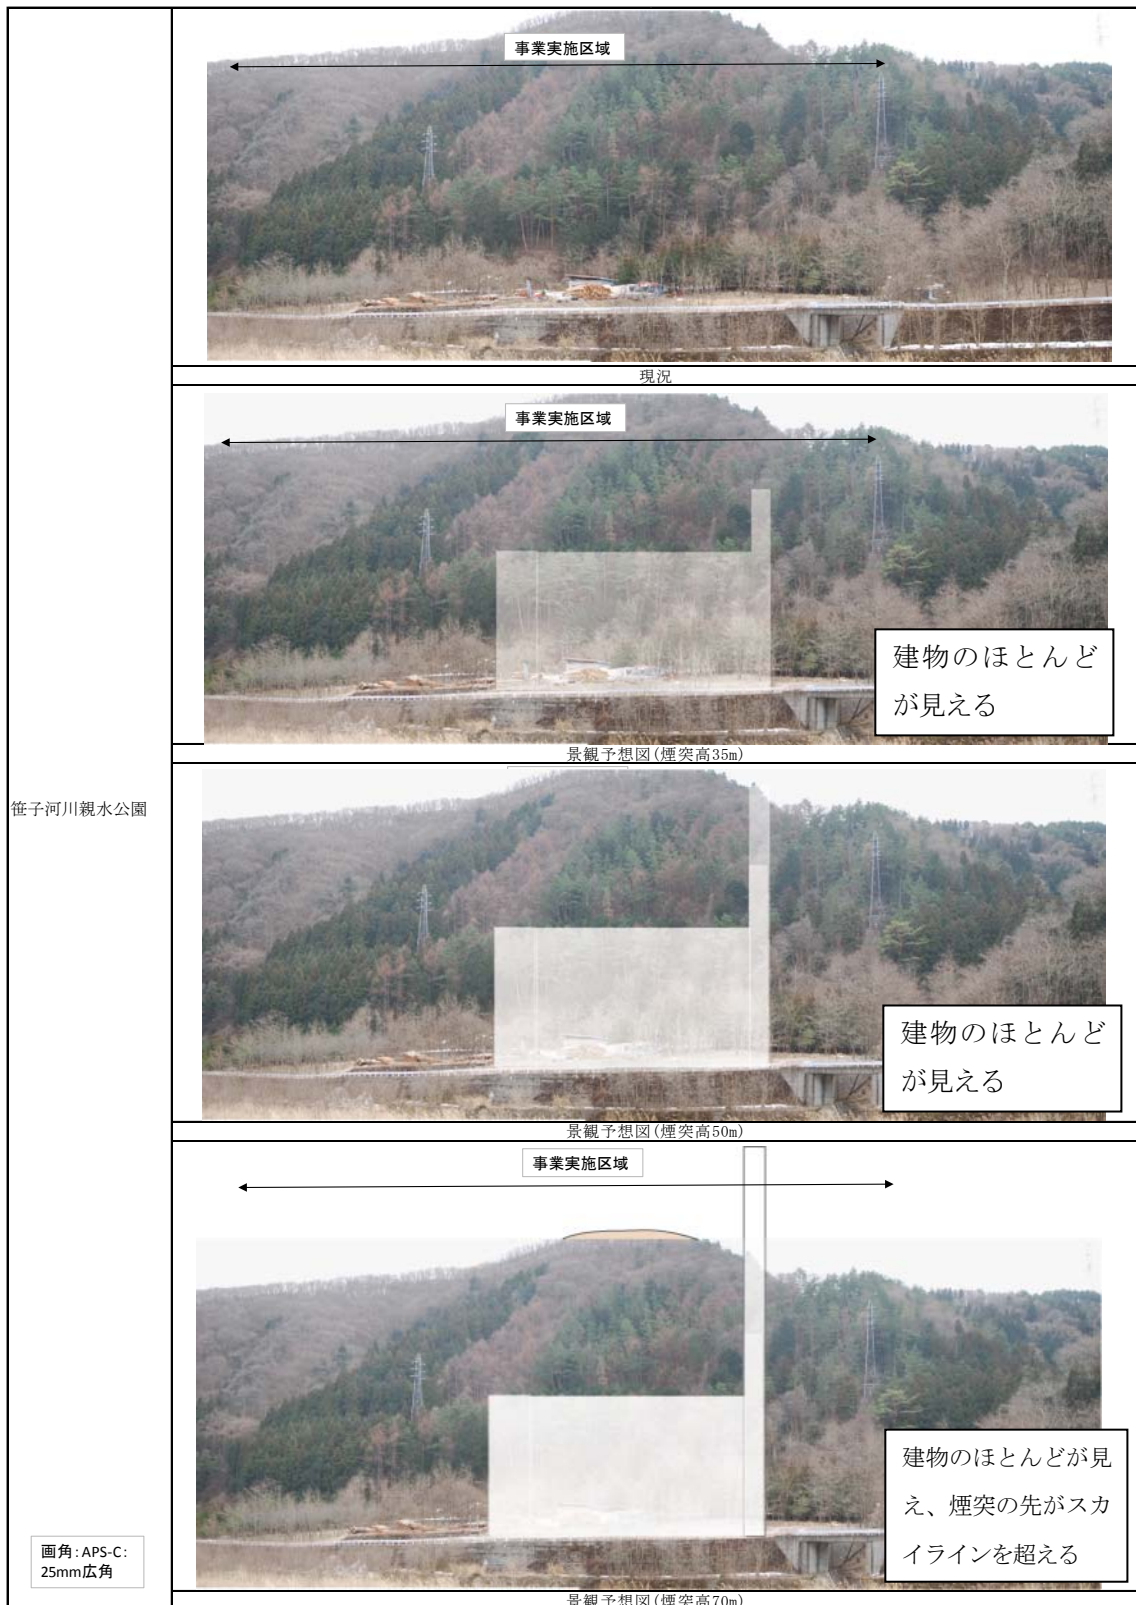 笹子河川親水公園
画角：APS-C：
25mm広角
事業実施区域
現況
事業実施区域
建物のほとんど
が見える
景観予想図(煙突高35m)
建物のほとんど
が見える
景観予想図(煙突高50m)
事業実施区域
建物のほとんどが見
え、煙突の先がスカ
イラインを超える
景観予想図(煙突高70m)